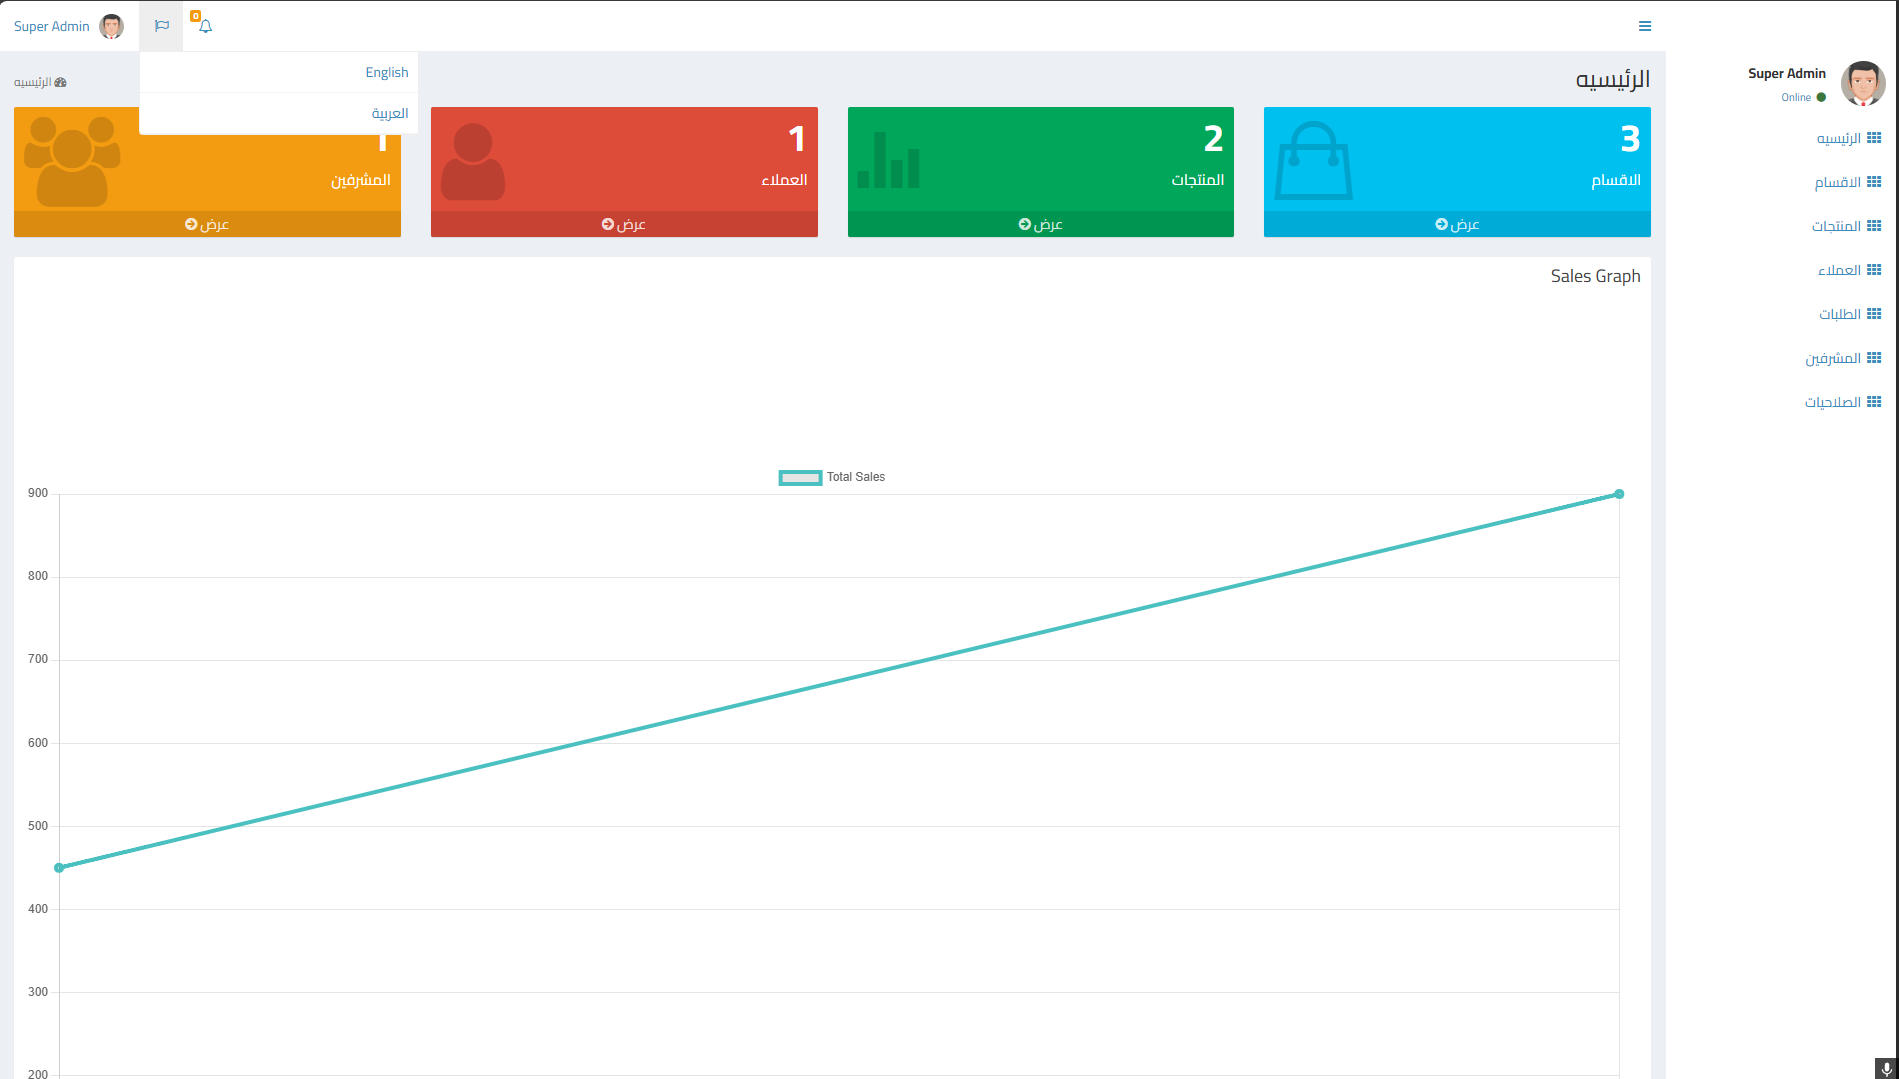 Super Admin
0
English
العربية
الرئيسيه
الرئيسيه
Super Admin
Online
الرئيسيه
الاقسام
المنتجات
العملاء
الطلبات
المشرفين
الصلاحيات
3
الاقسام
عرض
2
المنتجات
عرض
1
العملاء
عرض
1
المشرفين
عرض
Sales Graph
Total Sales
900
800
700
600
500
400
300
200